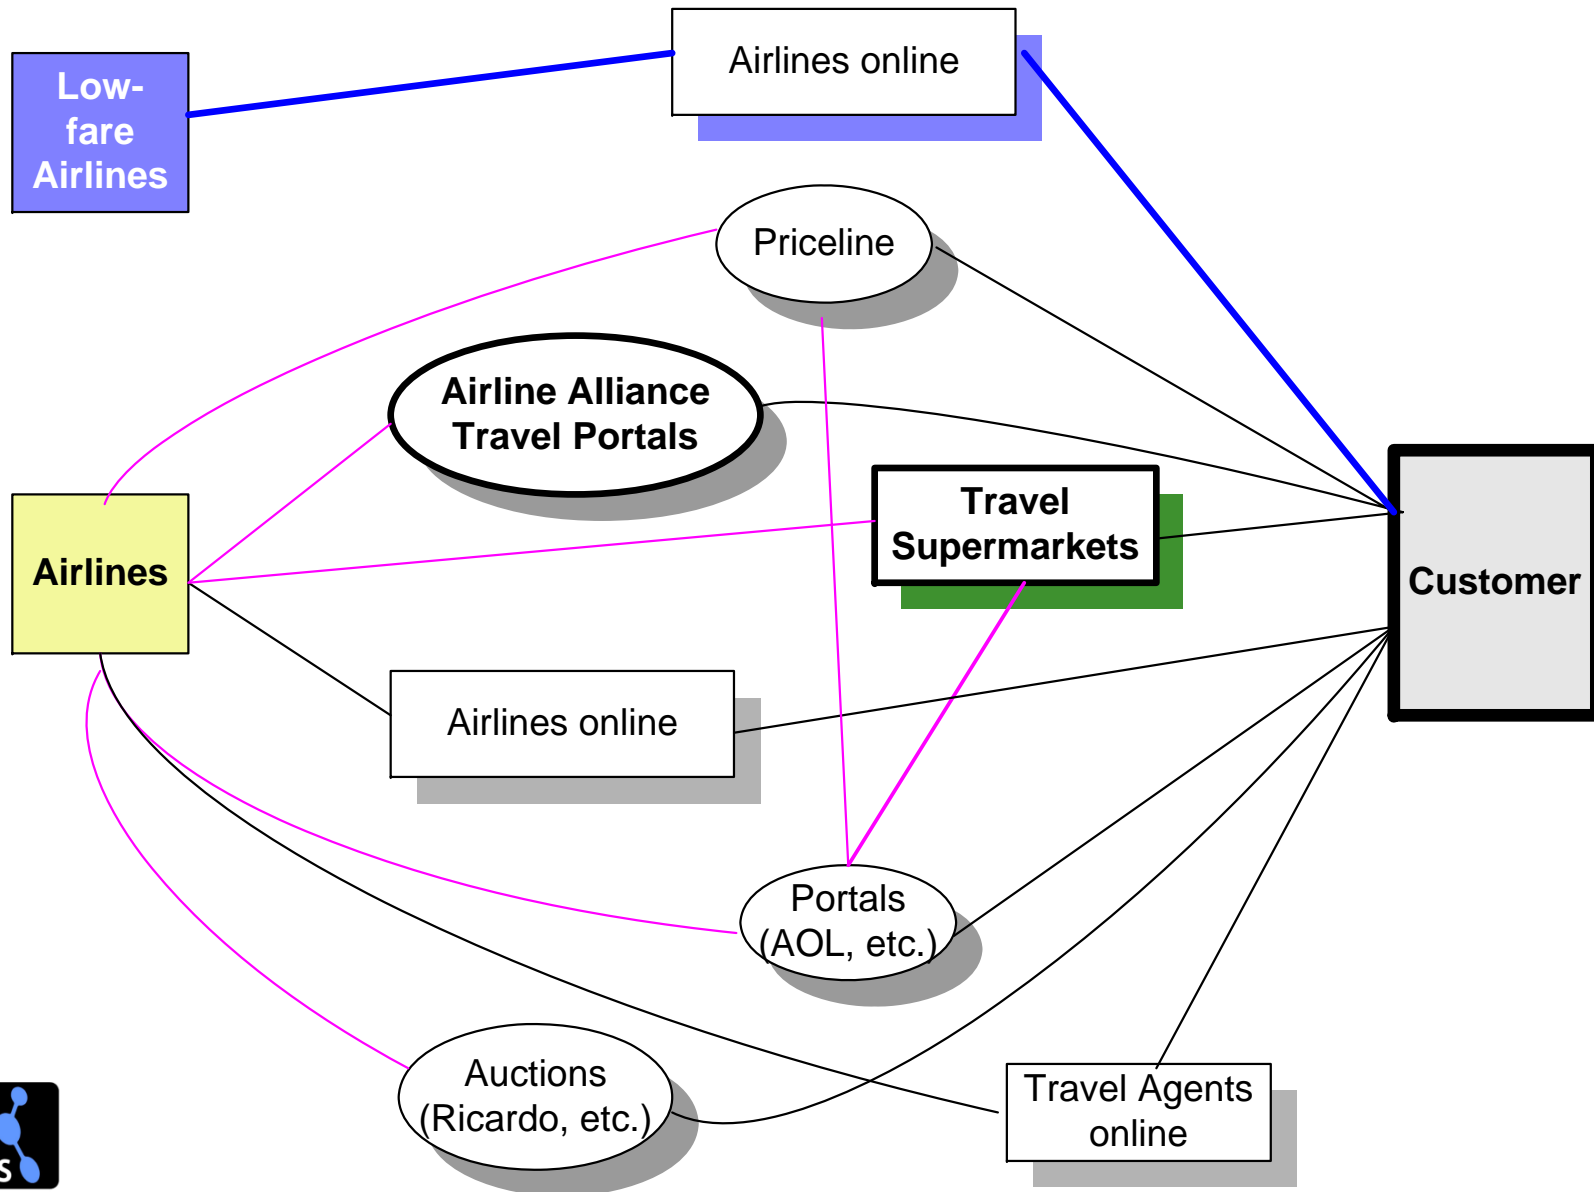 Airlines online
Low-
fare
Airlines
Priceline
Airline Alliance
Travel Portals
Travel
Supermarkets
Airlines
Customer
Airlines online
Portals
(AOL, etc.)
Auctions
(Ricardo, etc.)
Travel Agents
online